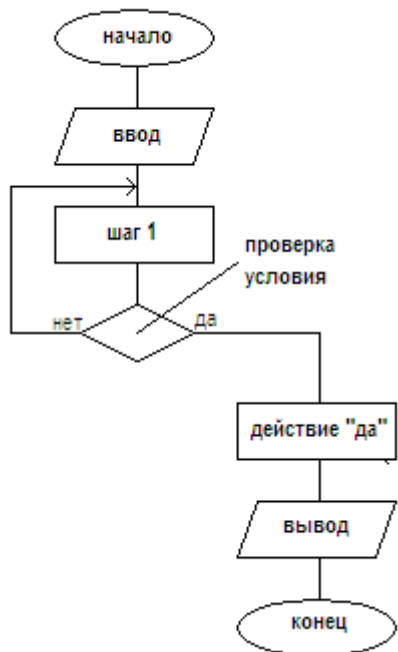 начало
ввод
шаг 1
проверка
условия
нет
да
действие "да"
вывод
конец